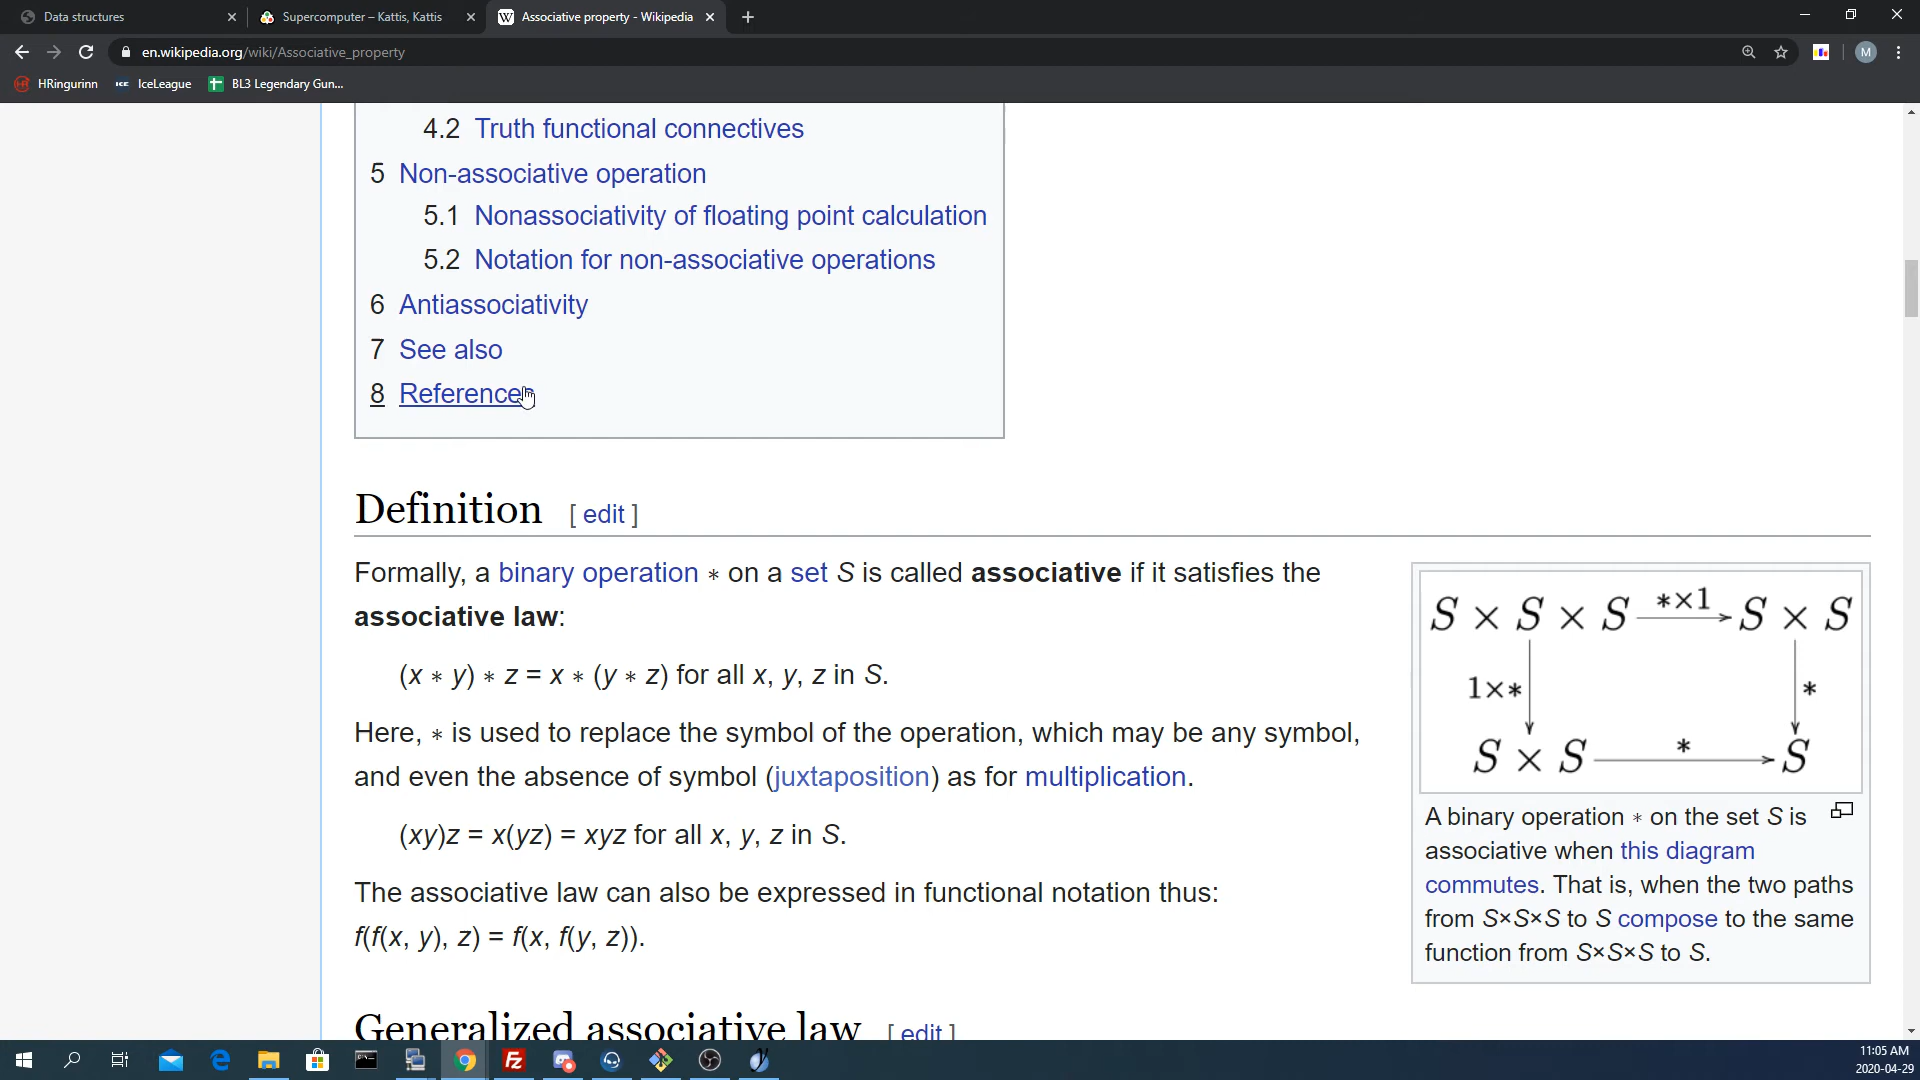 Data structures
Supercomputer – Kattis, Kattis
Associative property - Wikipedia
en.wikipedia.org/wiki/Associative_property
M
HRingurinn
IceLeague
BL3 Legendary Gun...
4.2 Truth functional connectives
5 Non-associative operation
5.1 Nonassociativity of floating point calculation
5.2 Notation for non-associative operations
6 Antiassociativity
7 See also
8 References
Definition [ edit ]
Formally, a binary operation ∗ on a set S is called associative if it satisfies the
associative law:
(x ∗ y) ∗ z = x ∗ (y ∗ z) for all x, y, z in S.
Here, ∗ is used to replace the symbol of the operation, which may be any symbol,
and even the absence of symbol (juxtaposition) as for multiplication.
(xy)z = x(yz) = xyz for all x, y, z in S.
The associative law can also be expressed in functional notation thus:
f(f(x, y), z) = f(x, f(y, z)).
S × S × S ∗×1 S × S
1×∗ ∗
S × S ∗ S
A binary operation ∗ on the set S is
associative when this diagram
commutes. That is, when the two paths
from S×S×S to S compose to the same
function from S×S×S to S.
Generalized associative law [ edit ]
11:05 AM
2020-04-29